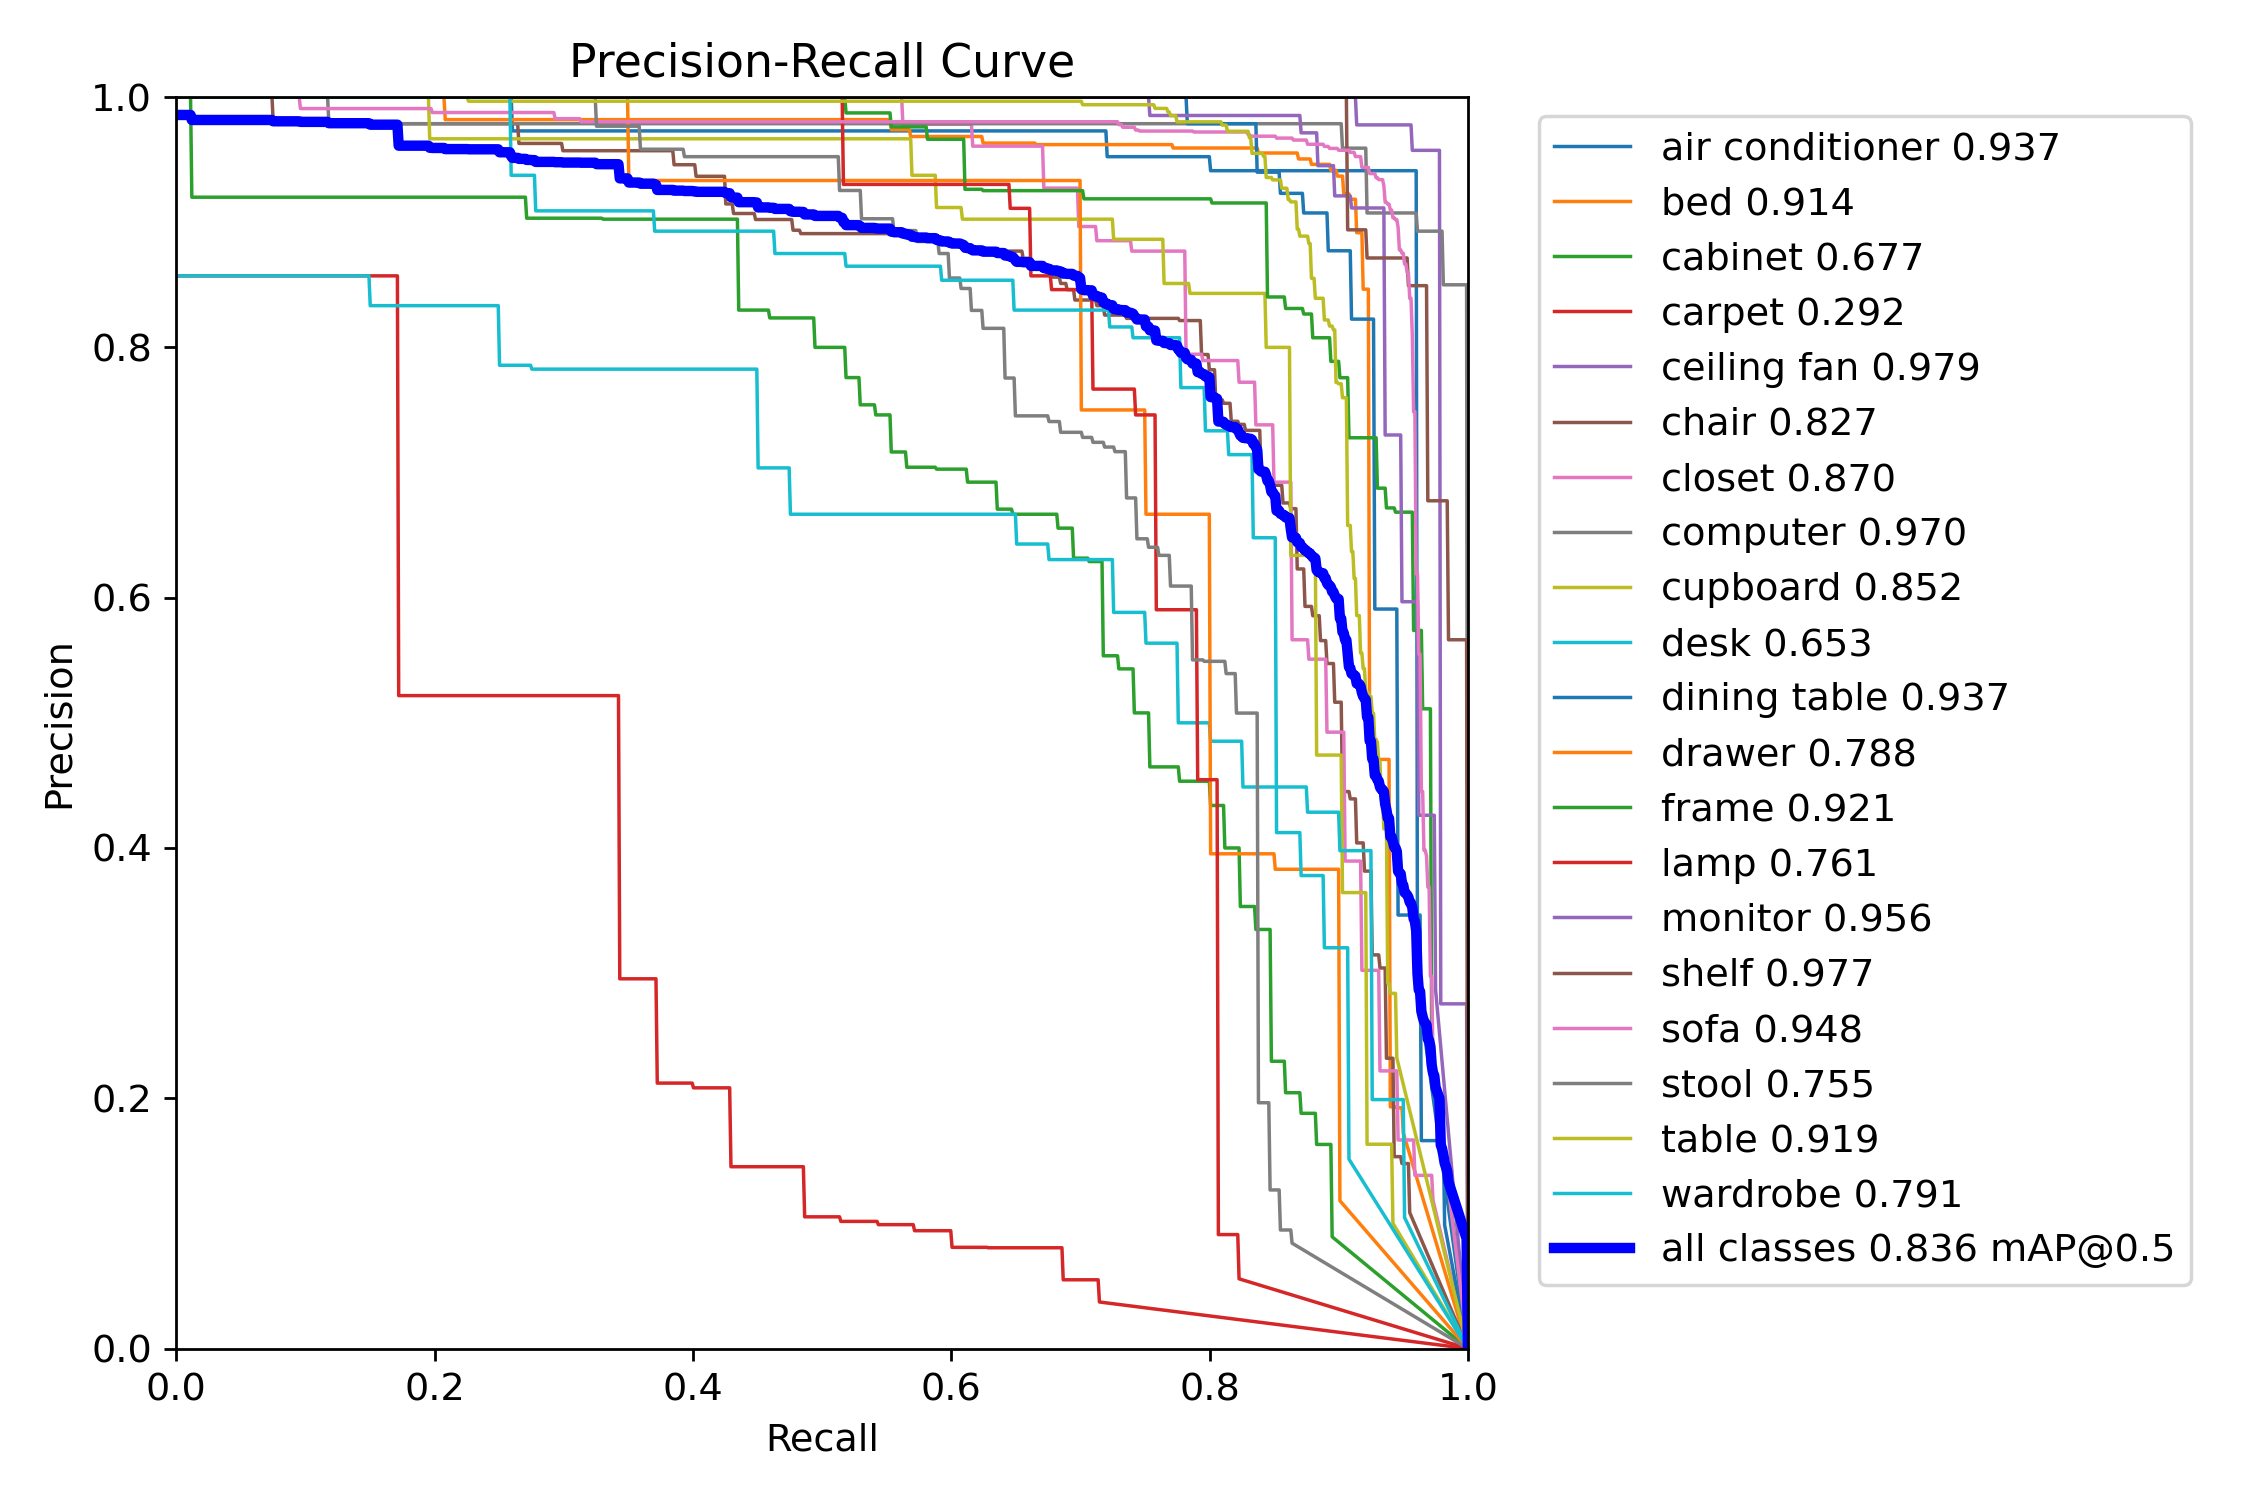 Precision-Recall Curve
1.0
0.8
0.6
0.4
0.2
0.0
Precision
0.0 0.2 0.4 0.6 0.8 1.0
Recall
air conditioner 0.937
bed 0.914
cabinet 0.677
carpet 0.292
ceiling fan 0.979
chair 0.827
closet 0.870
computer 0.970
cupboard 0.852
desk 0.653
dining table 0.937
drawer 0.788
frame 0.921
lamp 0.761
monitor 0.956
shelf 0.977
sofa 0.948
stool 0.755
table 0.919
wardrobe 0.791
all classes 0.836 mAP@0.5